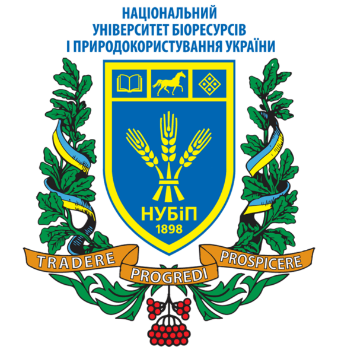 НАЦІОНАЛЬНИЙ
УНІВЕРСИТЕТ БІОРЕСУРСІВ
І ПРИРОДОКОРИСТУВАННЯ УКРАЇНИ
НУБіП
1898
TRADERE PROGREDI PROSPICERE